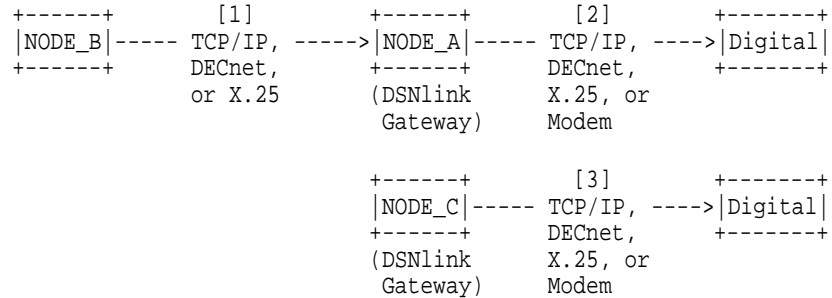 +------+       [1]        +------+       [2]       +-------+
|NODE_B|----- TCP/IP, ----->|NODE_A|----- TCP/IP, ---->|Digital|
+------+      DECnet,      +------+      DECnet,     +-------+
              or X.25      (DSNlink      X.25, or
                            Gateway)     Modem
+------+       [3]       +-------+
|NODE_C|----- TCP/IP, ---->|Digital|
+------+      DECnet,     +-------+
(DSNlink      X.25, or
 Gateway)     Modem